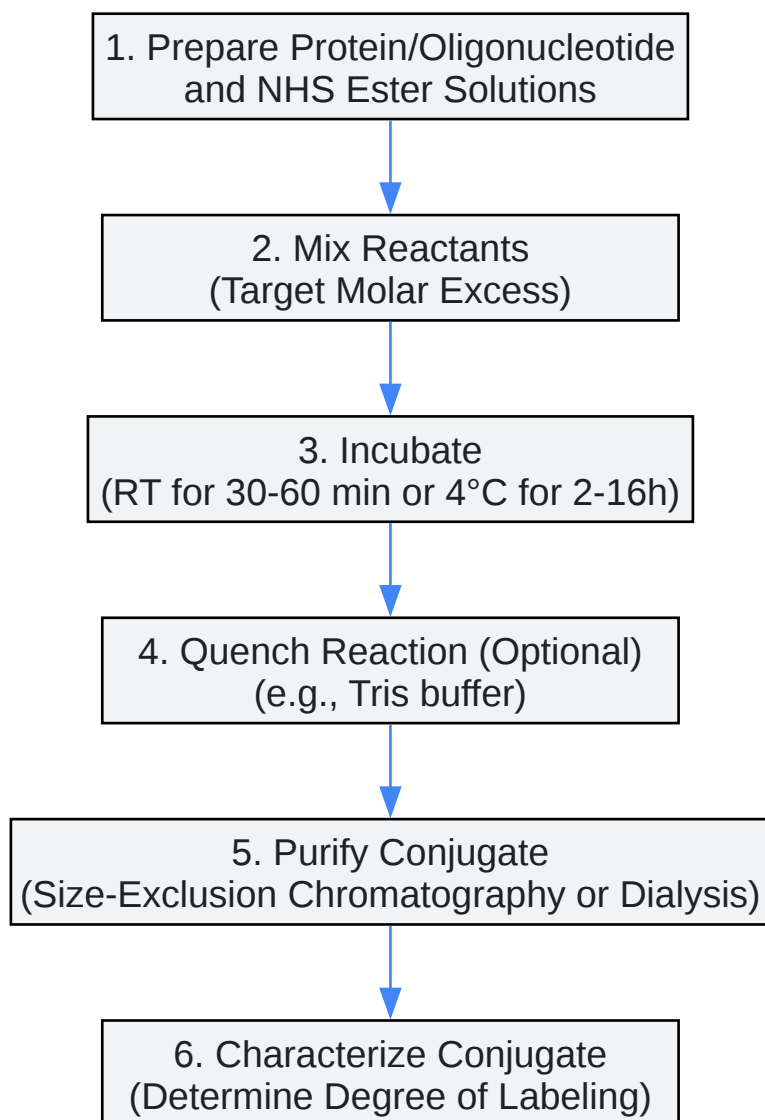 1. Prepare Protein/Oligonucleotide
and NHS Ester Solutions
2. Mix Reactants
(Target Molar Excess)
3. Incubate
(RT for 30-60 min or 4°C for 2-16h)
4. Quench Reaction (Optional)
(e.g., Tris buffer)
5. Purify Conjugate
(Size-Exclusion Chromatography or Dialysis)
6. Characterize Conjugate
(Determine Degree of Labeling)